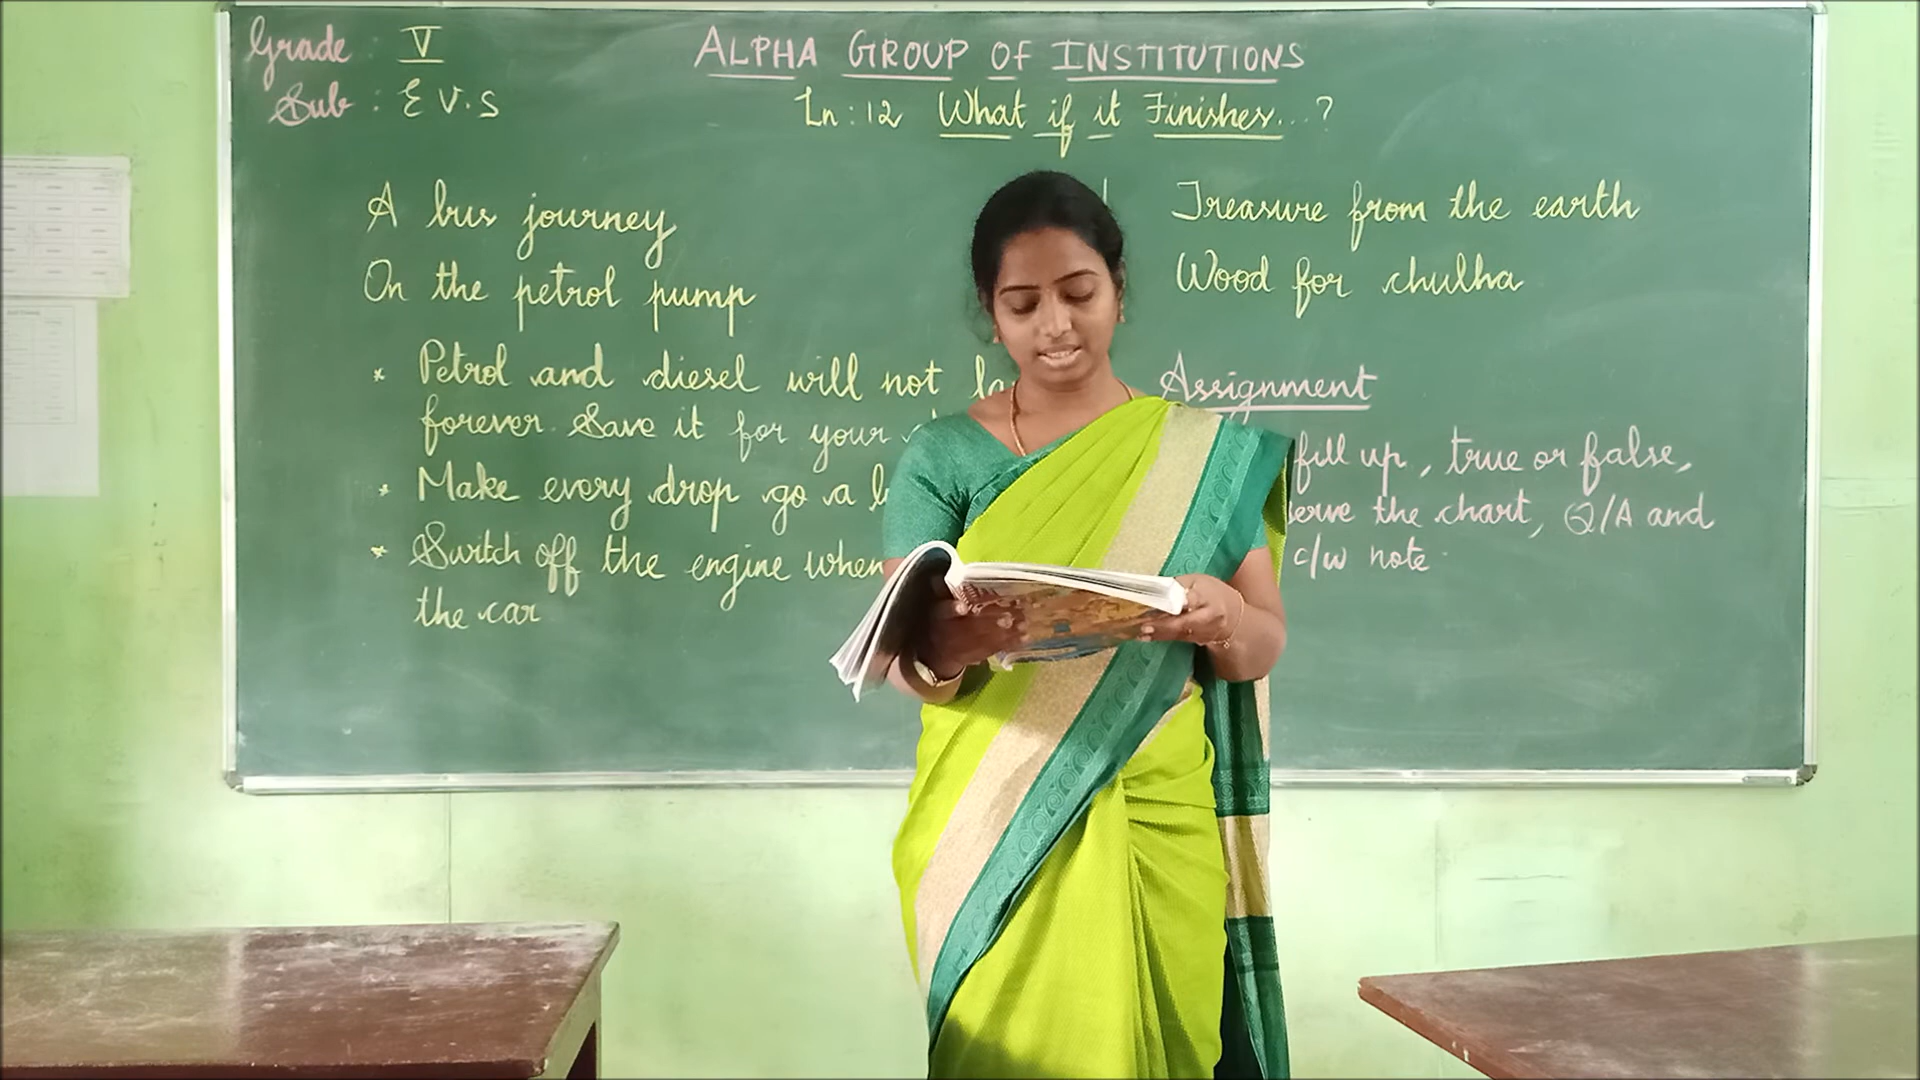 Grade : V
Sub : E V.S
ALPHA GROUP OF INSTITUTIONS
Ln : 12 What if it Finishes...?
A bus journey
On the petrol pump
* Petrol and diesel will not
forever. Save it for your
* Make every drop go a
* Switch off the engine when
the car
Treasure from the earth
Wood for chulha
Assignment
fill up, true or false,
the chart, Q/A and
c/w note